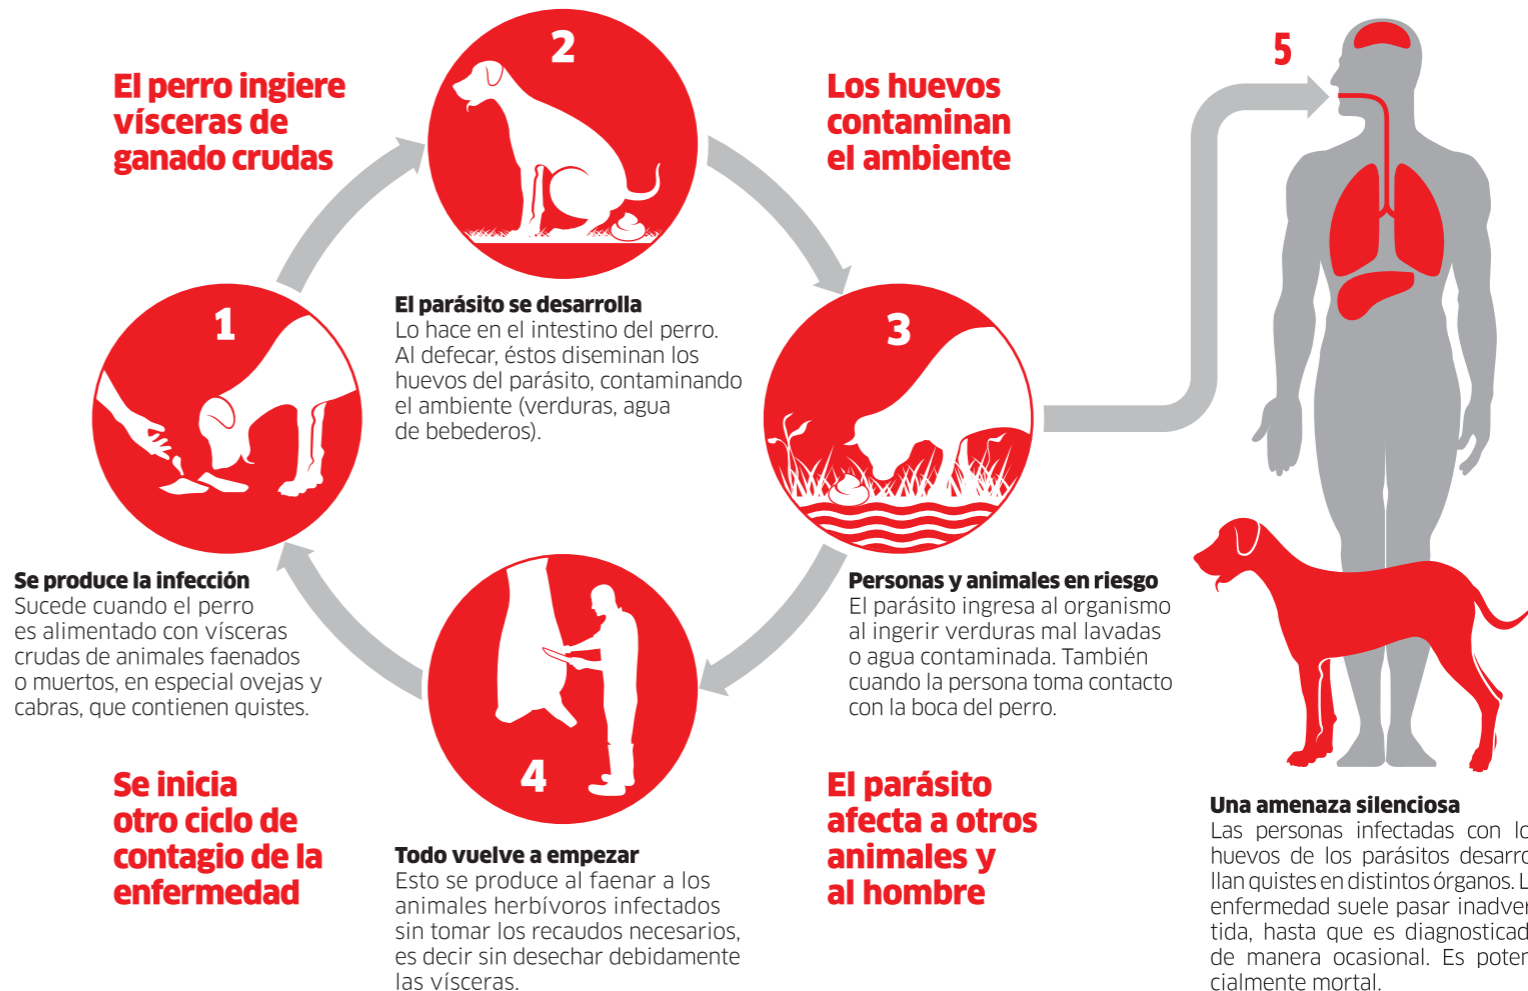 1
Se produce la infección
Sucede cuando el perro
es alimentado con vísceras
crudas de animales faenados
o muertos, en especial ovejas y
cabras, que contienen quistes.
El perro ingiere
vísceras de
ganado crudas
2
El parásito se desarrolla
Lo hace en el intestino del perro.
Al defecar, éstos diseminan los
huevos del parásito, contaminando
el ambiente (verduras, agua
de bebederos).
Los huevos
contaminan
el ambiente
3
Personas y animales en riesgo
El parásito ingresa al organismo
al ingerir verduras mal lavadas
o agua contaminada. También
cuando la persona toma contacto
con la boca del perro.
El parásito
afecta a otros
animales y
al hombre
4
Todo vuelve a empezar
Esto se produce al faenar a los
animales herbívoros infectados
sin tomar los recaudos necesarios,
es decir sin desechar debidamente
las vísceras.
Se inicia
otro ciclo de
contagio de la
enfermedad
5
Una amenaza silenciosa
Las personas infectadas con lo
huevos de los parásitos desarro
llan quistes en distintos órganos. L
enfermedad suele pasar inadver
tida, hasta que es diagnosticad
de manera ocasional. Es poten
cialmente mortal.